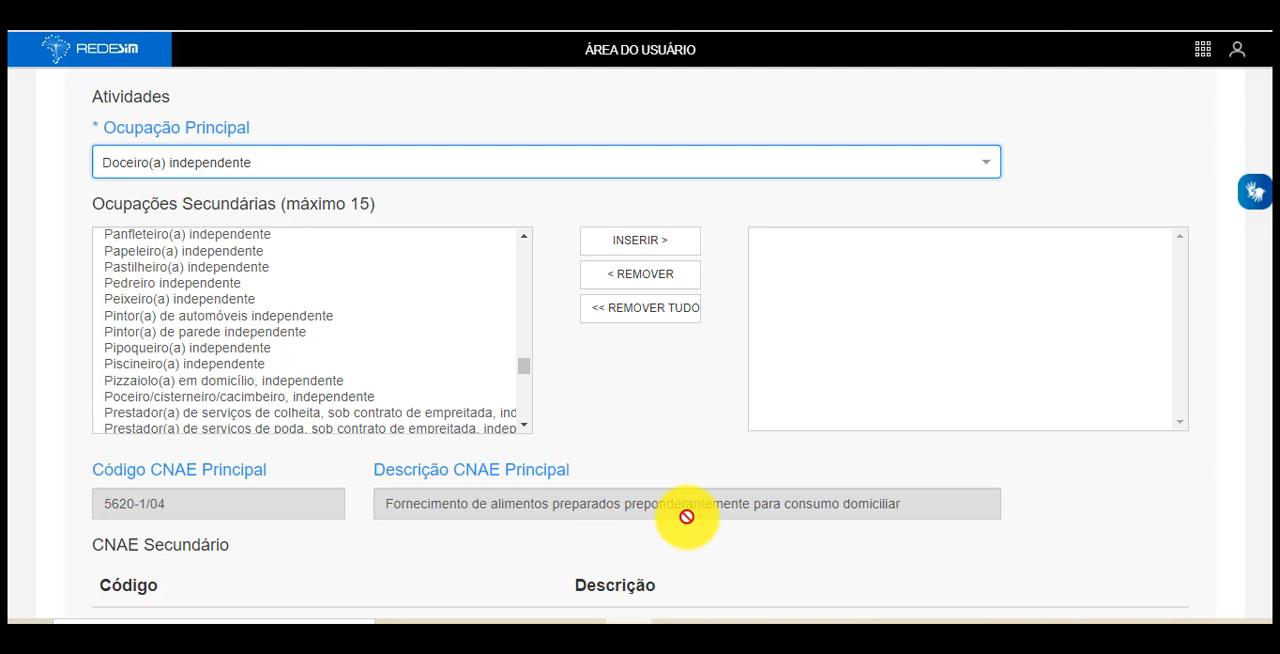 REDESIM
ÁREA DO USUÁRIO
Atividades
* Ocupação Principal
Doceiro(a) independente
Ocupações Secundárias (máximo 15)
Panfleteiro(a) independente
Papeleiro(a) independente
Pastilheiro(a) independente
Pedreiro independente
Peixeiro(a) independente
Pintor(a) de automóveis independente
Pintor(a) de parede independente
Pipoqueiro(a) independente
Piscineiro(a) independente
Pizzaiolo(a) em domicílio, independente
Poceiro/cisterneiro/cacimbeiro, independente
Prestador(a) de serviços de colheita, sob contrato de empreitada, ind
Prestador(a) de serviços de poda, sob contrato de empreitada, indep
INSERIR >
< REMOVER
<< REMOVER TUDO
Código CNAE Principal
Descrição CNAE Principal
5620-1/04
Fornecimento de alimentos preparados preponderantemente para consumo domiciliar
CNAE Secundário
Código
Descrição